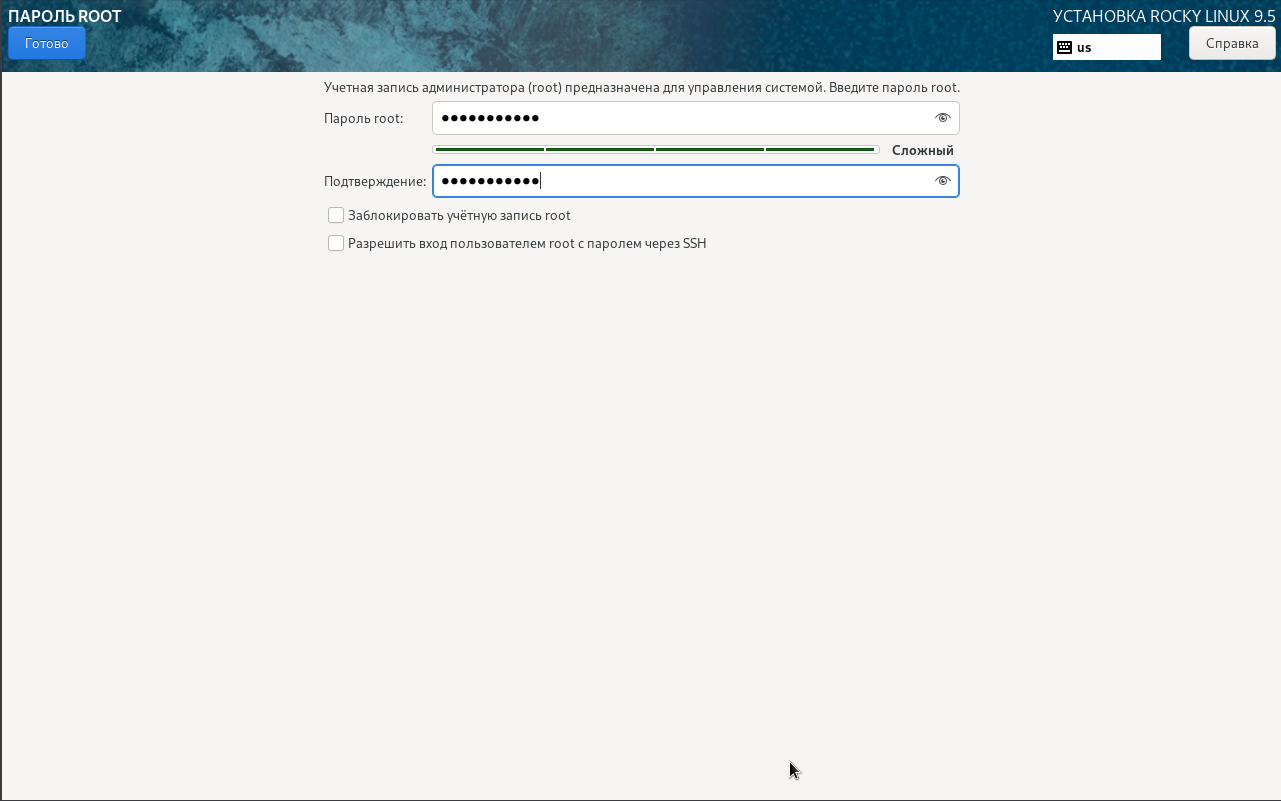 ПАРОЛЬ ROOT
УСТАНОВКА ROCKY LINUX 9.5
Готово
us
Справка
Учетная запись администратора (root) предназначена для управления системой. Введите пароль root.
Пароль root: ●●●●●●●●●●●
Сложный
Подтверждение: ●●●●●●●●●●●
Заблокировать учётную запись root
Разрешить вход пользователем root с паролем через SSH